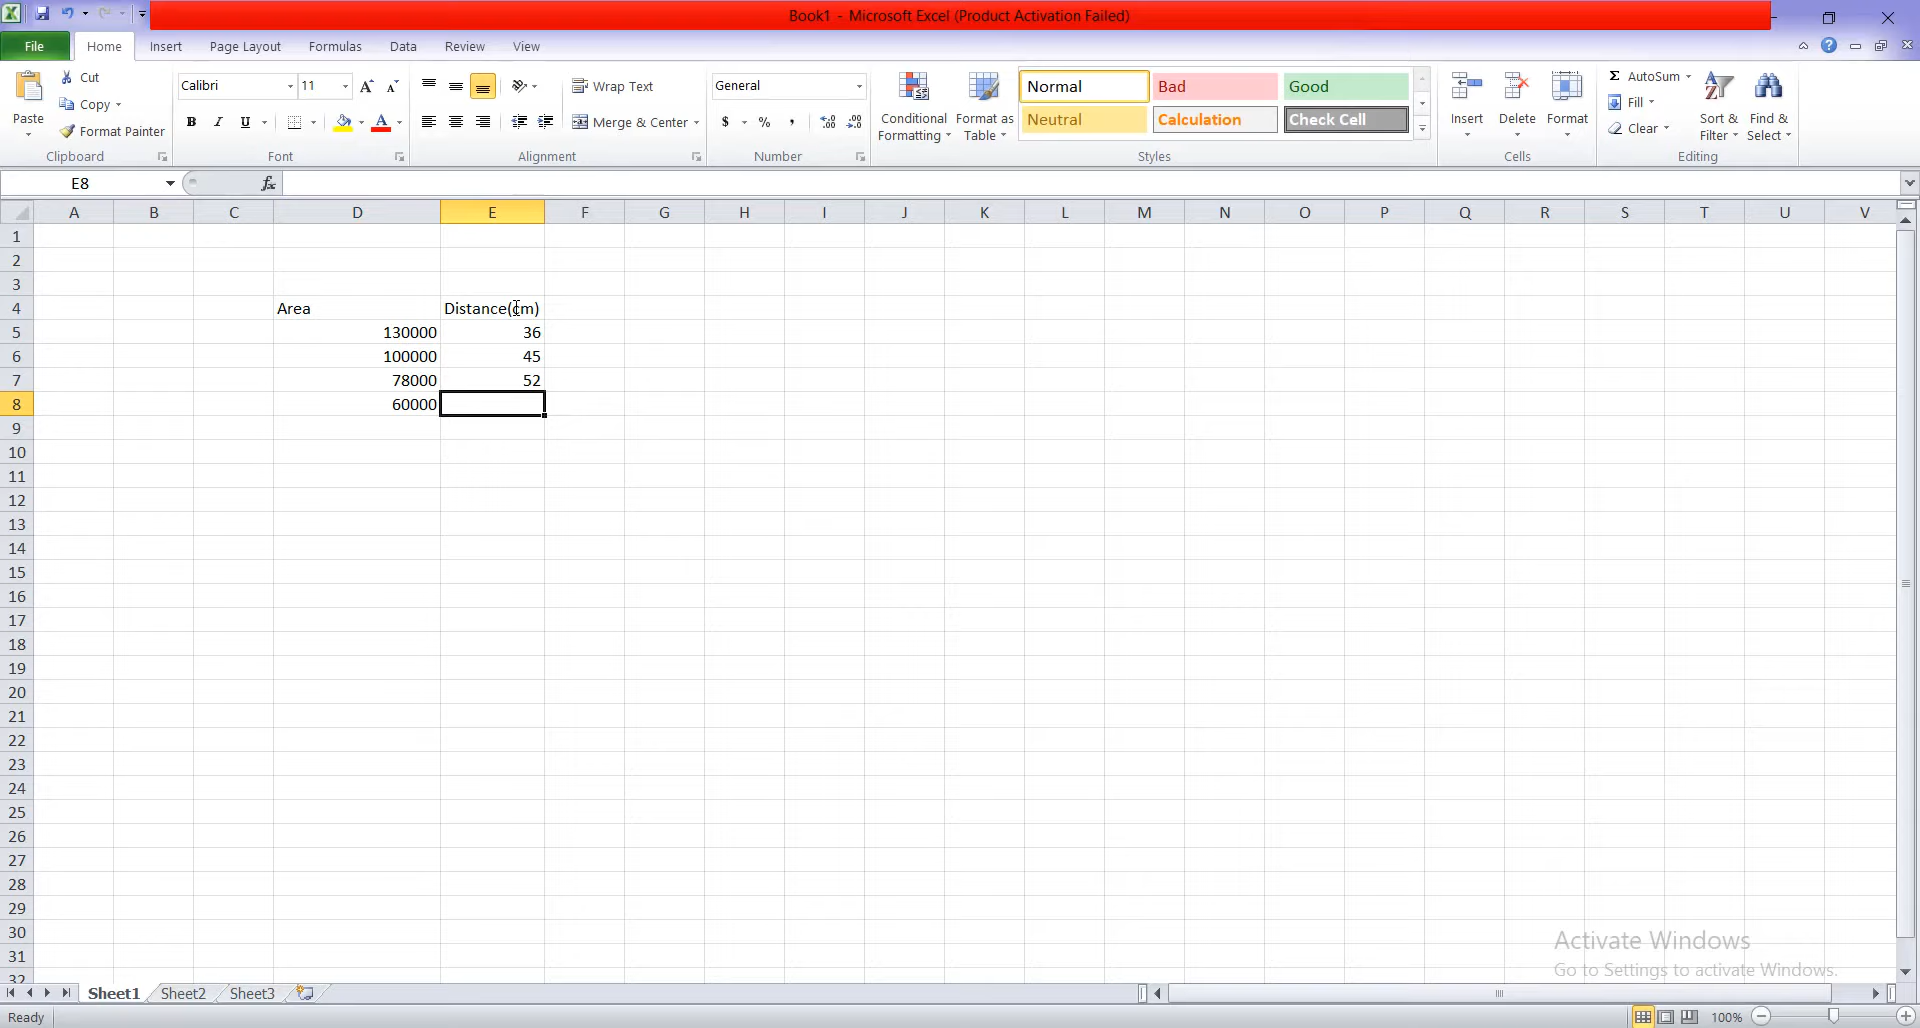 Book1 - Microsoft Excel (Product Activation Failed)
File Home Insert Page Layout Formulas Data Review View
Paste
Cut
Copy
Format Painter
Clipboard
Calibri 11
B I U
Font
Wrap Text
Merge & Center
Alignment
General
$ % ,
Number
Conditional Formatting
Format as Table
Normal Bad Good
Neutral Calculation Check Cell
Styles
Insert Delete Format
Cells
Σ AutoSum
Fill
Clear
Sort & Filter
Find & Select
Editing
E8 fx
A B C D E F G H I J K L M N O P Q R S T U V
1
2
3
4 Area Distance(cm)
5 130000 36
6 100000 45
7 78000 52
8 60000
9
10
11
12
13
14
15
16
17
18
19
20
21
22
23
24
25
26
27
28
29
30
31
32
Activate Windows
Go to Settings to activate Windows.
Sheet1 Sheet2 Sheet3
Ready 100%